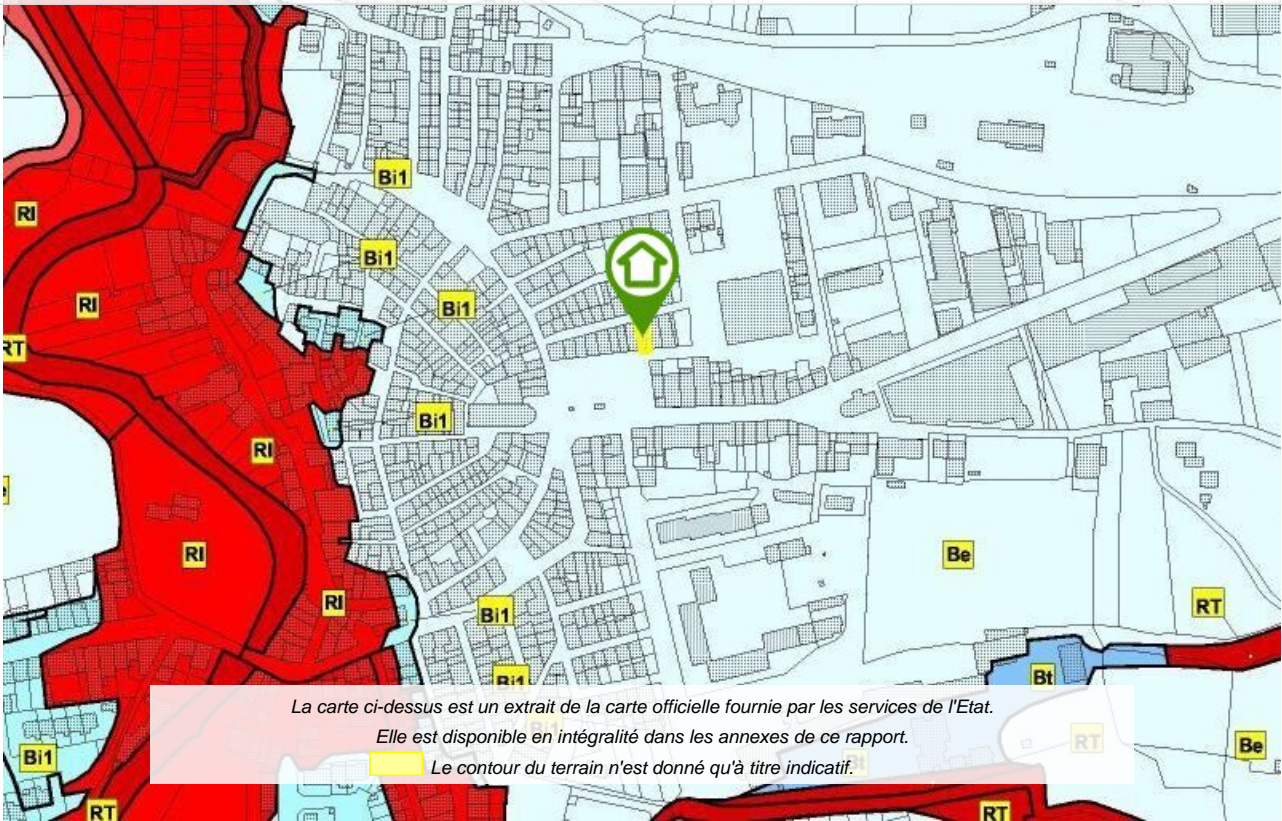 Bi1
RI
Bi1
RI
Bi1
RT
Bi1
RI
RI
Be
RI
RT
Bi1
Bi1
Bt
La carte ci-dessus est un extrait de la carte officielle fournie par les services de l'Etat.
Elle est disponible en intégralité dans les annexes de ce rapport.
Bi1
RT
Be
Bi1
Bt
Le contour du terrain n'est donné qu'à titre indicatif.
RT
RT